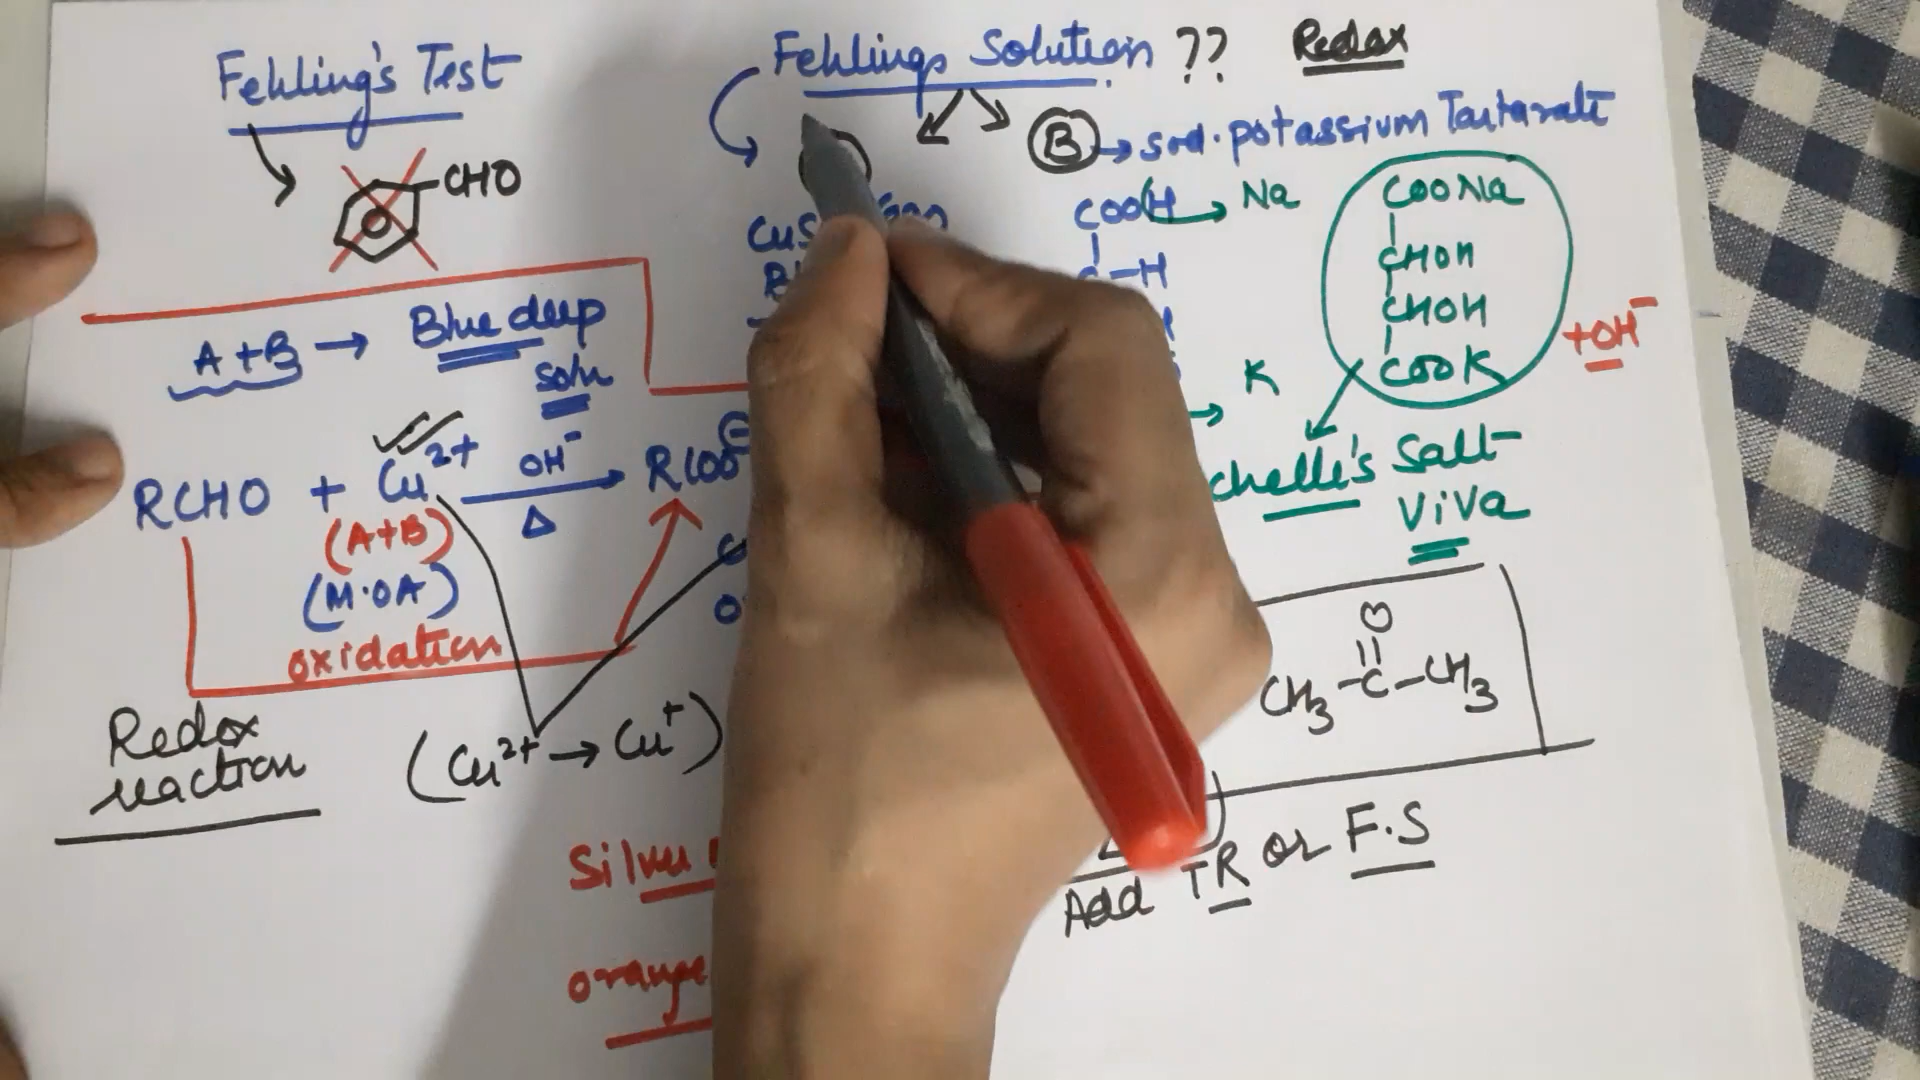 Fehling's Test
CHO
A+B → Blue deep
soln
RCHO + Cu2+ OH- Δ → RCOO⊖
(A+B)
(M.OA)
oxidation
Redox
reaction
(Cu2+ → Cu+)
Silver
orange
Fehlings Solution ?? Redox
B → sod. potassium Tartarate
COOH → Na
C-H
K
COONa
CHOH
CHOH
COOK
+OH-
chelle's Salt
ViVa
O
CH3-C-CH3
Add TR or F.S